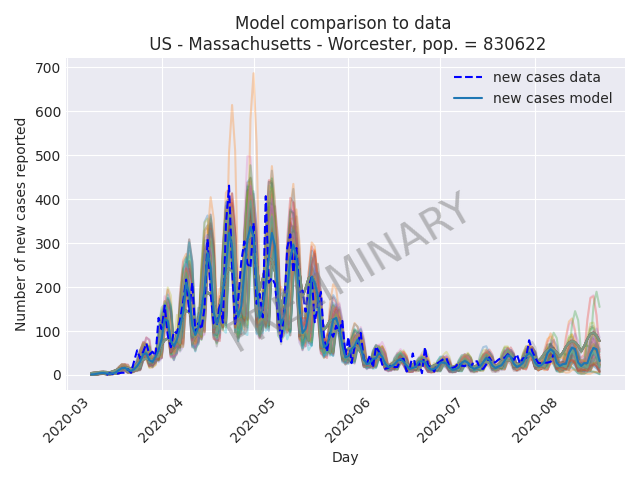 Model comparison to data
US - Massachusetts - Worcester, pop. = 830622
new cases data
new cases model
Number of new cases reported
700
600
500
400
300
200
100
0
2020-03
2020-04
2020-05
2020-06
2020-07
2020-08
Day